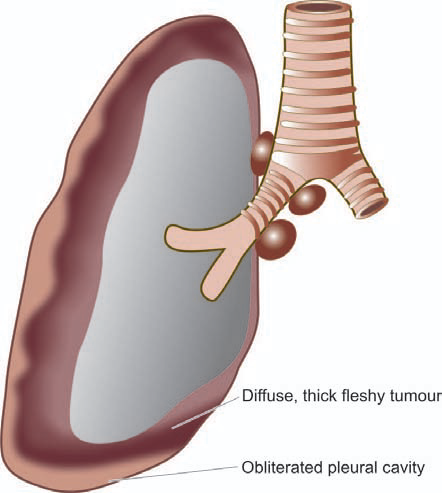 Diffuse, thick fleshy tumour
Obliterated pleural cavity